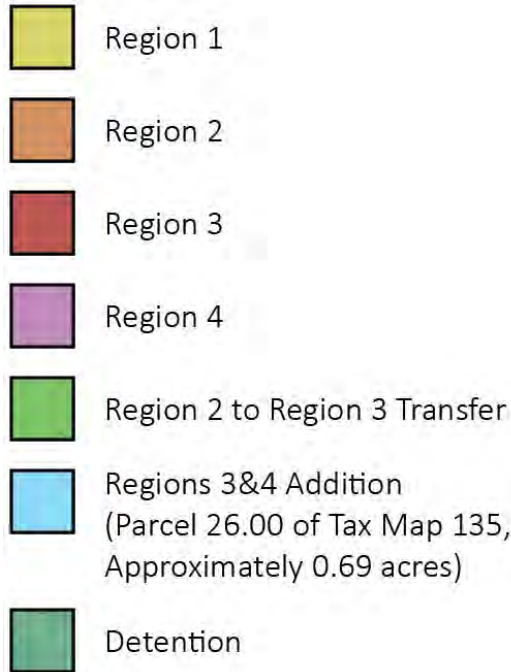 Region 1
Region 2
Region 3
Region 4
Region 2 to Region 3 Transfer
Regions 3&4 Addition
(Parcel 26.00 of Tax Map 135,
Approximately 0.69 acres)
Detention